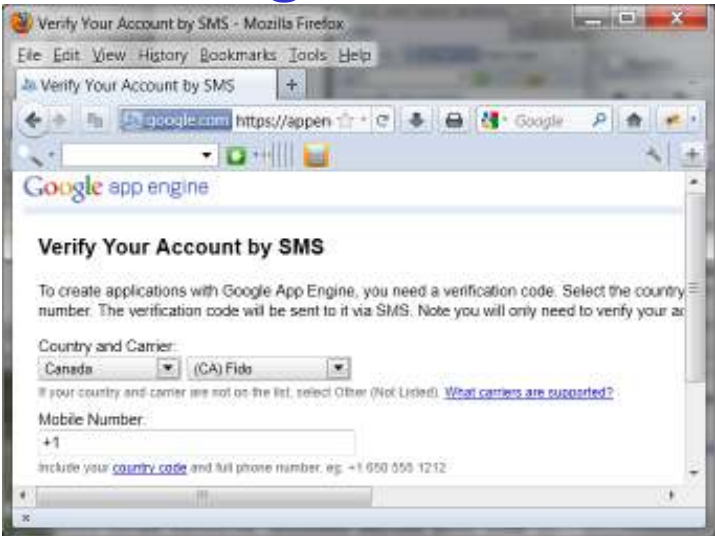 Verify Your Account by SMS - Mozilla Firefox
File Edit View History Bookmarks Tools Help
Verify Your Account by SMS +
google.com https://appen Google
Google app engine
Verify Your Account by SMS
To create applications with Google App Engine, you need a verification code. Select the country
number. The verification code will be sent to it via SMS. Note you will only need to verify your ac
Country and Carrier:
Canada (CA) Fido
If your country and carrier are not on the list, select Other (Not Listed). What carriers are supported?
Mobile Number:
+1
Include your country code and full phone number. eg. +1 650 555 1212